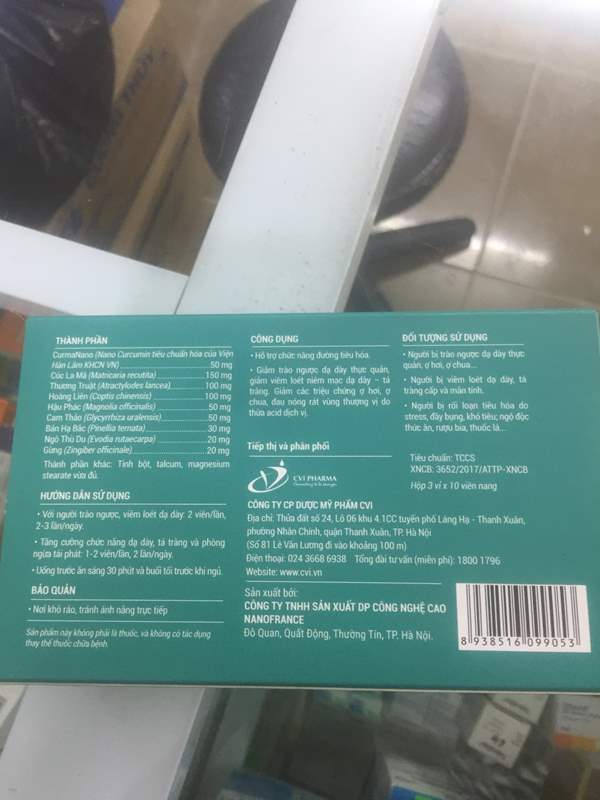 THÀNH PHẦN
CurmaNano (Nano Curcumin tiêu chuẩn hóa của Viện
Hàn Lâm KHCN VN) 50 mg
Cúc La Mã (Matricaria recutita) 150 mg
Thương Truật (Atractylodes lancea) 100 mg
Hoàng Liên (Coptis chinensis) 100 mg
Hậu Phác (Magnolia officinalis) 50 mg
Cam Thảo (Glycyrrhiza uralensis) 50 mg
Bán Hạ Bắc (Pinellia ternata) 30 mg
Ngô Thù Du (Evodia rutaecarpa) 20 mg
Gừng (Zingiber officinale) 20 mg
Thành phần khác: Tinh bột, talcum, magnesium
stearate vừa đủ.
HƯỚNG DẪN SỬ DỤNG
• Với người trào ngược, viêm loét dạ dày: 2 viên/lần,
2-3 lần/ngày.
• Tăng cường chức năng dạ dày, tá tràng và phòng
ngừa tái phát: 1-2 viên/lần, 2 lần/ngày.
• Uống trước ăn sáng 30 phút và buổi tối trước khi ngủ.
BẢO QUẢN
• Nơi khô ráo, tránh ánh nắng trực tiếp
Sản phẩm này không phải là thuốc, và không có tác dụng
thay thế thuốc chữa bệnh.
CÔNG DỤNG
• Hỗ trợ chức năng đường tiêu hóa.
• Giảm trào ngược dạ dày thực quản,
giảm viêm loét niêm mạc dạ dày – tá
tràng. Giảm các triệu chứng ợ hơi, ợ
chua, đau nóng rát vùng thượng vị do
thừa acid dịch vị.
ĐỐI TƯỢNG SỬ DỤNG
• Người bị trào ngược dạ dày thực
quản, ợ hơi, ợ chua...
• Người bị viêm loét dạ dày, tá
tràng cấp và mãn tính.
• Người bị rối loạn tiêu hóa do
stress, đầy bụng, khó tiêu; ngộ độc
thức ăn, rượu bia, thuốc lá...
Tiếp thị và phân phối
CVI PHARMA
Tiêu chuẩn: TCCS
XNCB: 3652/2017/ATTP-XNCB
Hộp 3 vỉ x 10 viên nang
CÔNG TY CP DƯỢC MỸ PHẨM CVI
Địa chỉ: Thửa đất số 24, Lô 06 khu 4.1CC tuyến phố Láng Hạ - Thanh Xuân,
phường Nhân Chính, quận Thanh Xuân, TP. Hà Nội
(Số 81 Lê Văn Lương đi vào khoảng 100 m)
Điện thoại: 024 3668 6938 Tổng đài tư vấn (miễn phí): 1800 1796
Website: www.cvi.vn
Sản xuất bởi:
CÔNG TY TNHH SẢN XUẤT DP CÔNG NGHỆ CAO
NANOFRANCE
Đô Quan, Quất Động, Thường Tín, TP. Hà Nội.
8 938516 099053